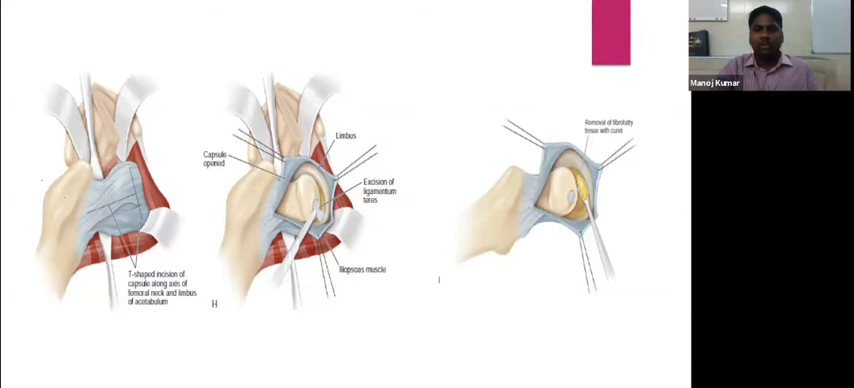 Manoj Kumar
Limbus
Capsule
opened
Excision of
ligamentum
teres
Iliopsoas muscle
T-shaped incision of
capsule along axis of
femoral neck and limbus
of acetabulum
H
Removal of fibrofatty
tissue with curet
I